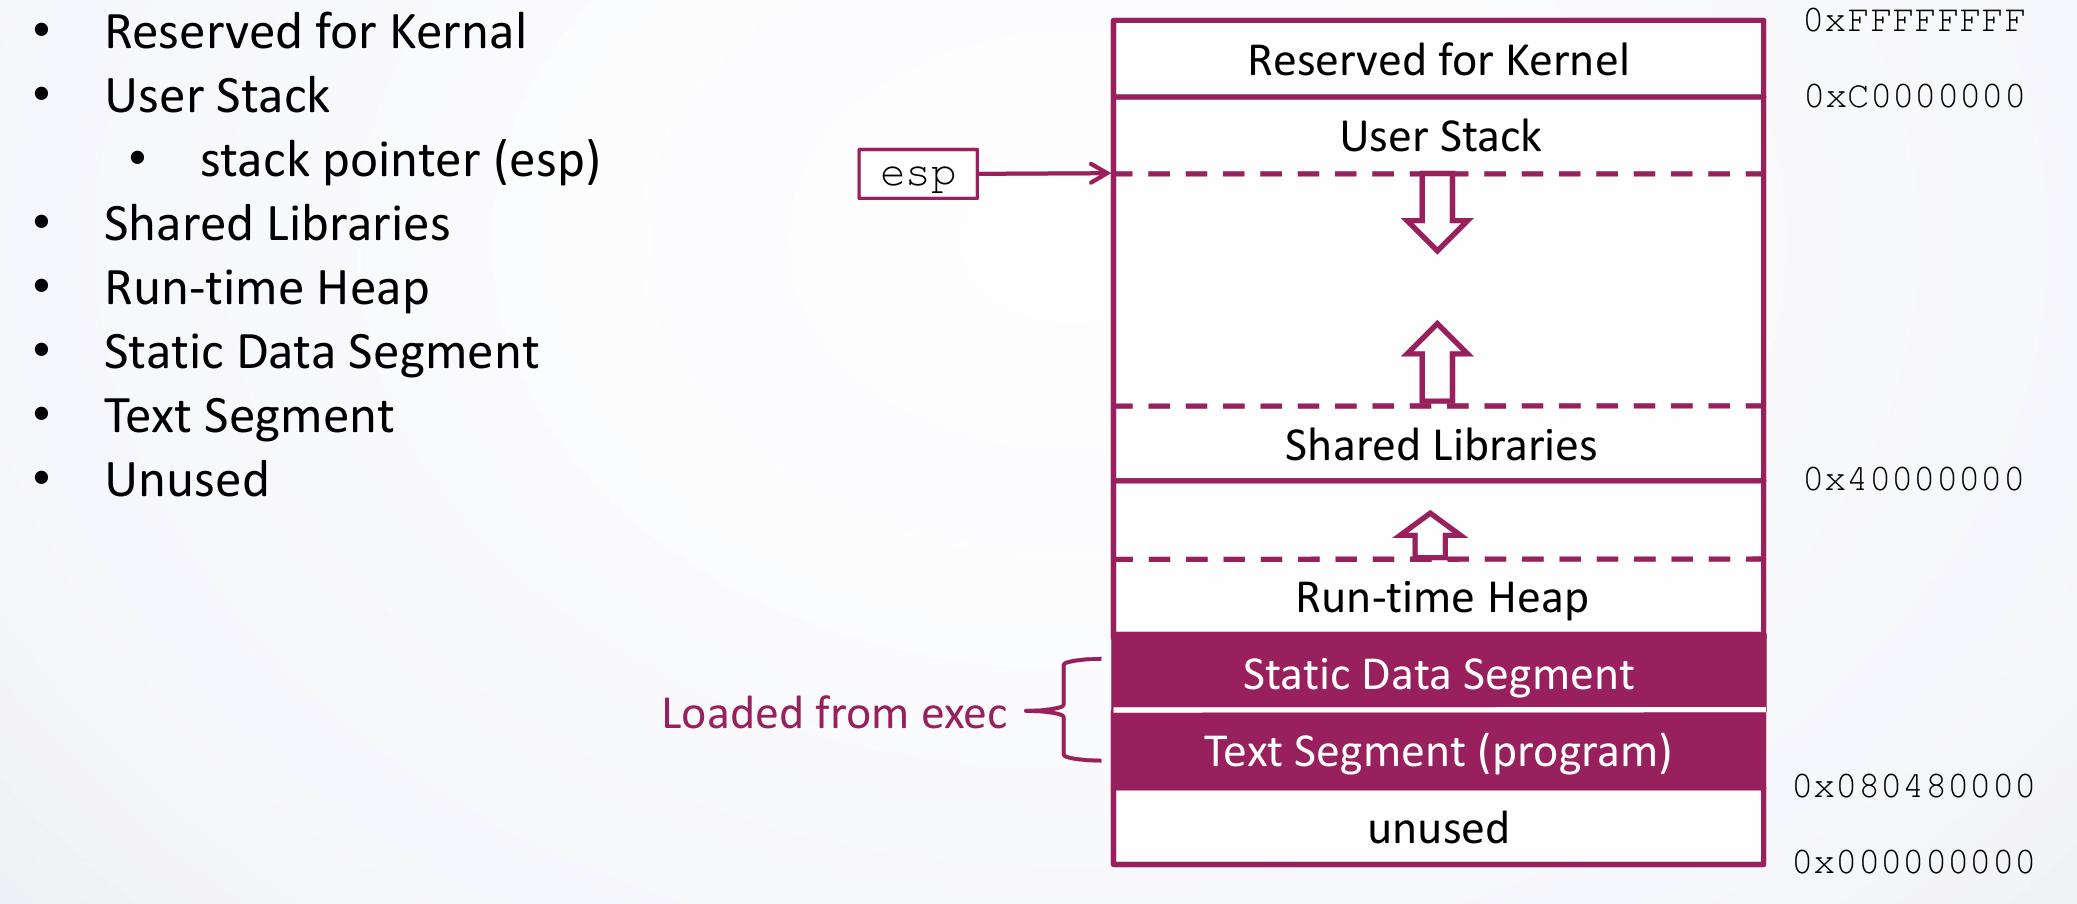 • Reserved for Kernal
• User Stack
• stack pointer (esp)
• Shared Libraries
• Run-time Heap
• Static Data Segment
• Text Segment
• Unused
0xFFFFFFFF
Reserved for Kernel
0xC0000000
User Stack
esp
Shared Libraries
0x40000000
Run-time Heap
Static Data Segment
Loaded from exec
Text Segment (program)
0x080480000
unused
0x000000000